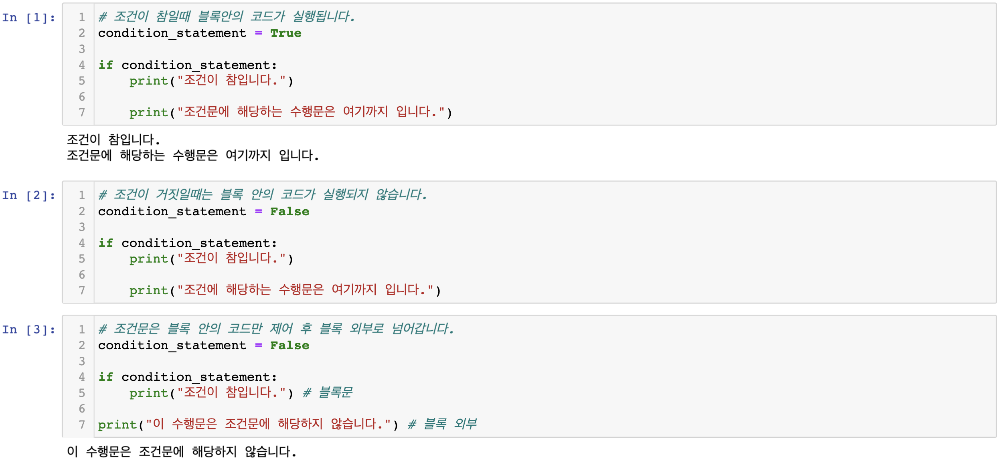 In [1]:
1 # 조건이 참일때 블록안의 코드가 실행됩니다.
2 condition_statement = True
3
4 if condition_statement:
5     print("조건이 참입니다.")
6
7     print("조건문에 해당하는 수행문은 여기까지 입니다.")
조건이 참입니다.
조건문에 해당하는 수행문은 여기까지 입니다.
In [2]:
1 # 조건이 거짓일때는 블록 안의 코드가 실행되지 않습니다.
2 condition_statement = False
3
4 if condition_statement:
5     print("조건이 참입니다.")
6
7     print("조건에 해당하는 수행문은 여기까지 입니다.")
In [3]:
1 # 조건문은 블록 안의 코드만 제어 후 블록 외부로 넘어갑니다.
2 condition_statement = False
3
4 if condition_statement:
5     print("조건이 참입니다.") # 블록문
6
7 print("이 수행문은 조건문에 해당하지 않습니다.") # 블록 외부
이 수행문은 조건문에 해당하지 않습니다.